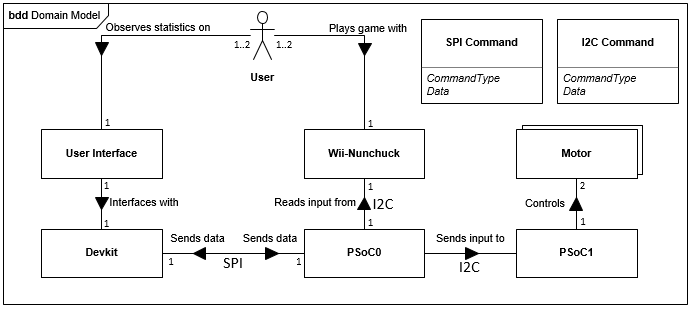 bdd Domain Model
Observes statistics on
Plays game with
1..2
1..2
User
SPI Command
CommandType
Data
I2C Command
CommandType
Data
1
1
User Interface
Wii-Nunchuck
Motor
1
1
2
Interfaces with
Reads input from
I2C
Controls
1
1
1
Devkit
Sends data
Sends data
1
SPI
1
PSoC0
Sends input to
I2C
PSoC1